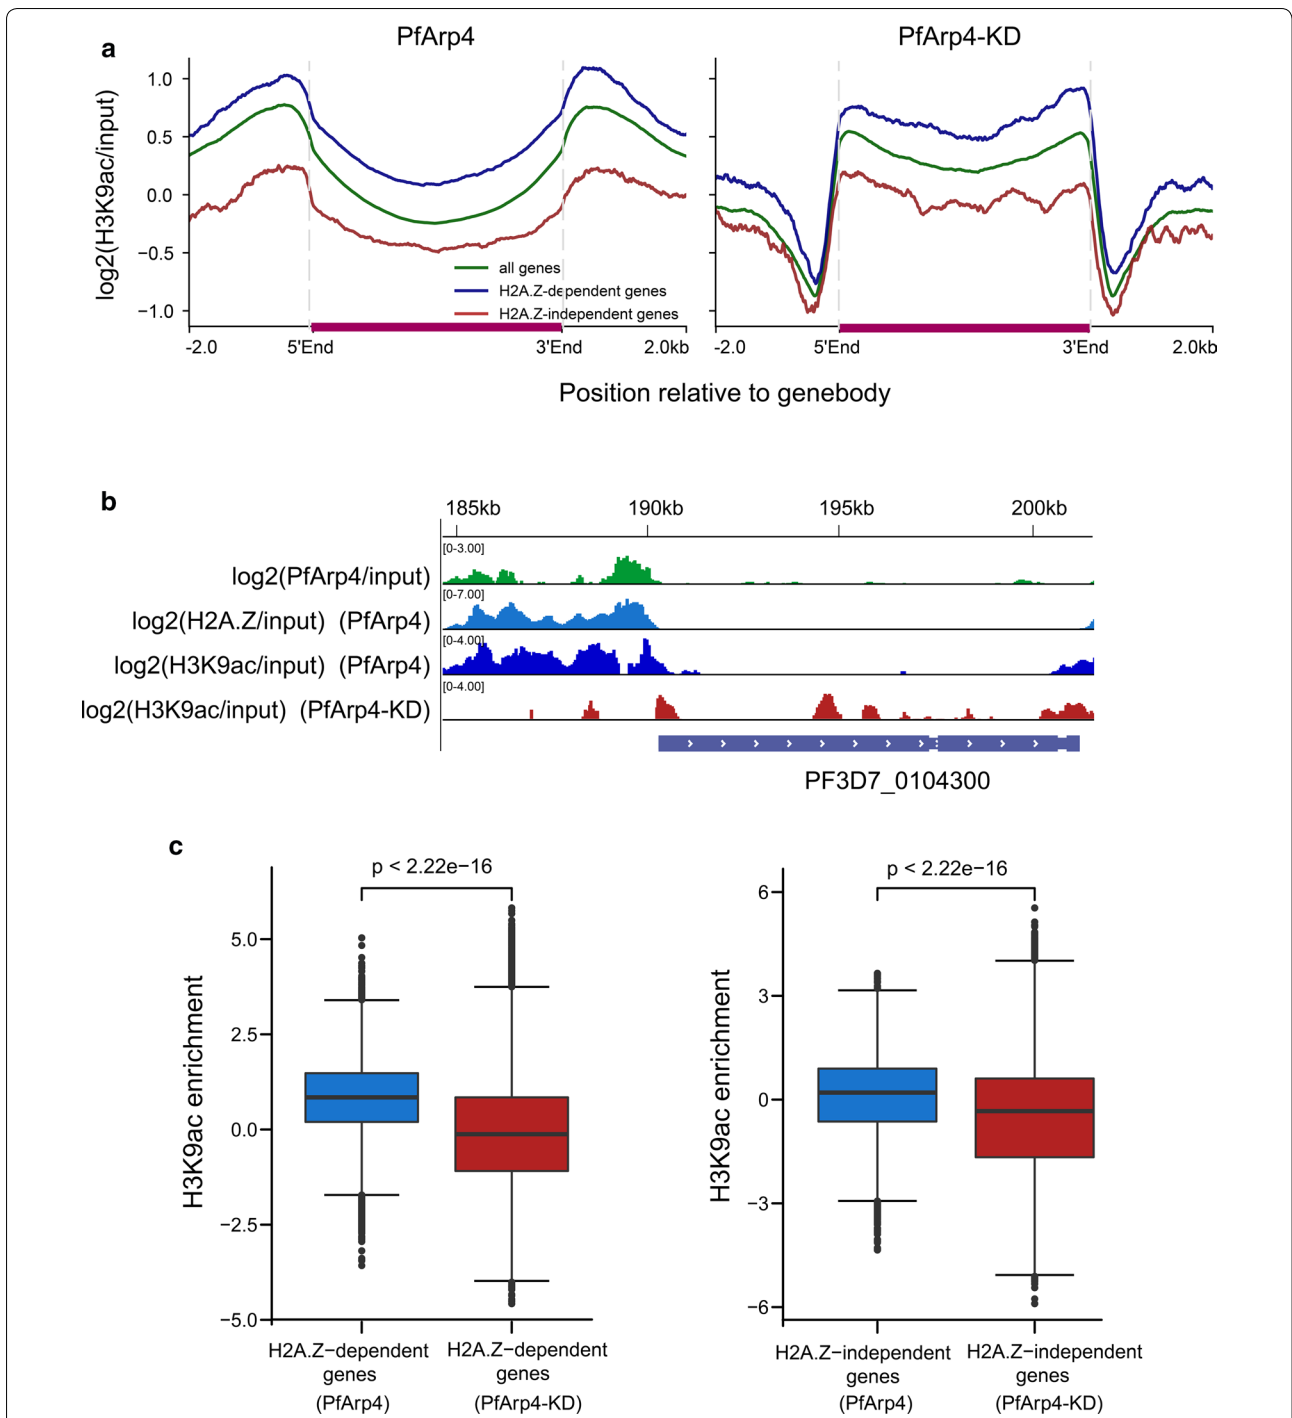 a
PfArp4
PfArp4-KD
log2(H3K9ac/input)
1.0
0.5
0.0
−0.5
−1.0
all genes
H2A.Z-dependent genes
H2A.Z-independent genes
-2.0 5'End 3'End 2.0kb
-2.0 5'End 3'End 2.0kb
Position relative to genebody
b
185kb 190kb 195kb 200kb
[0-3.00]
log2(PfArp4/input)
[0-7.00]
log2(H2A.Z/input) (PfArp4)
[0-4.00]
log2(H3K9ac/input) (PfArp4)
[0-4.00]
log2(H3K9ac/input) (PfArp4-KD)
PF3D7_0104300
c
p < 2.22e−16
H3K9ac enrichment
5.0
2.5
0.0
−2.5
−5.0
H2A.Z−dependent
genes
(PfArp4)
H2A.Z−dependent
genes
(PfArp4-KD)
p < 2.22e−16
H3K9ac enrichment
6
3
0
−3
−6
H2A.Z−independent
genes
(PfArp4)
H2A.Z−independent
genes
(PfArp4-KD)